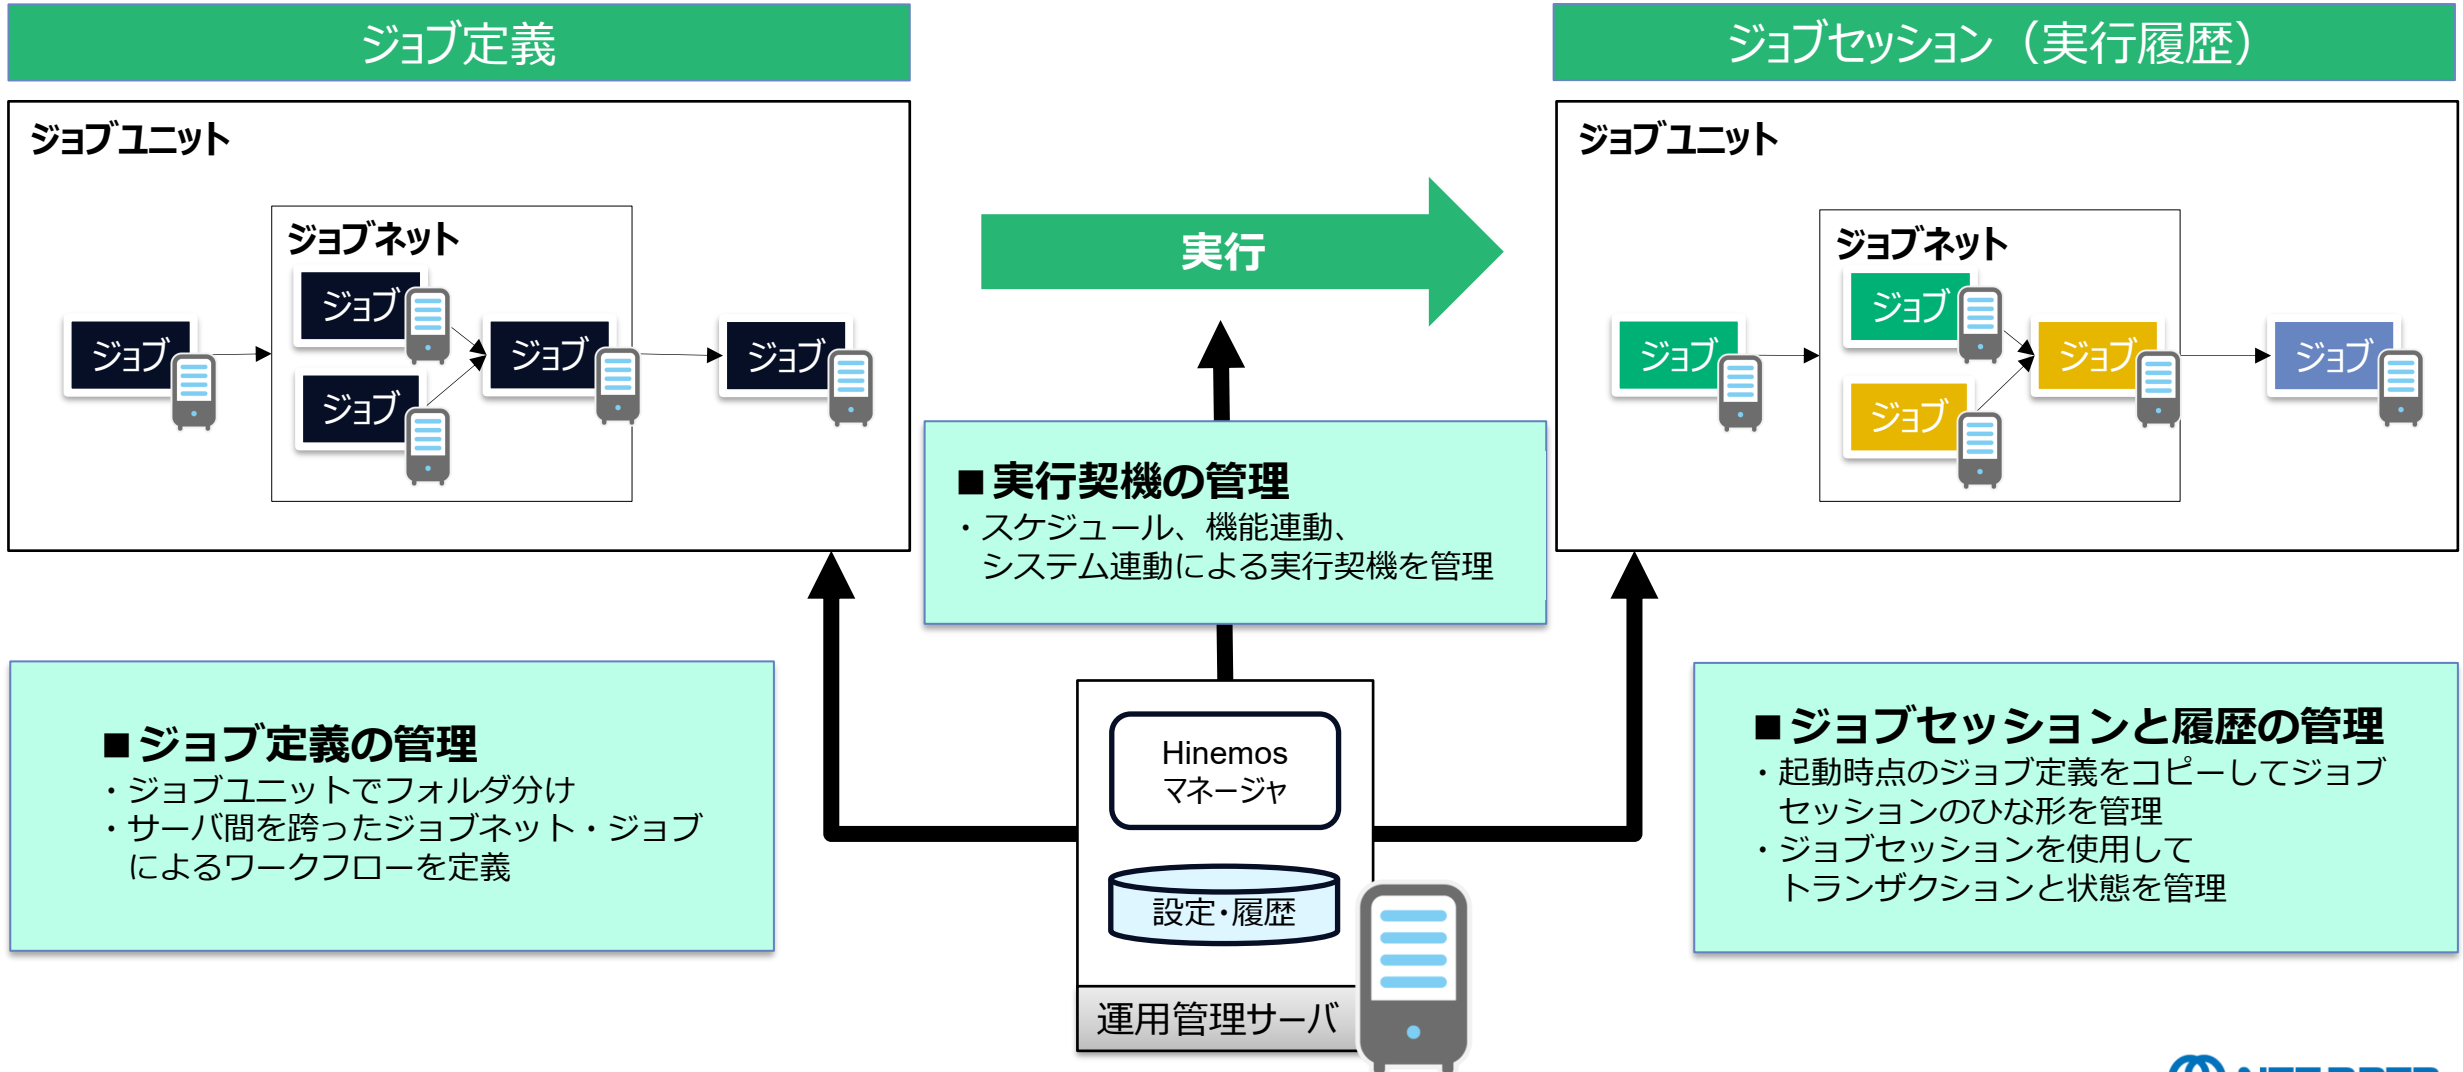 ジョブ定義
ジョブセッション（実行履歴）
ジョブユニット
ジョブネット
ジョブ
ジョブ
ジョブ
ジョブ
ジョブ
実行
ジョブユニット
ジョブネット
ジョブ
ジョブ
ジョブ
ジョブ
ジョブ
■実行契機の管理
・スケジュール、機能連動、
システム連動による実行契機を管理
■ジョブ定義の管理
・ジョブユニットでフォルダ分け
・サーバ間を跨ったジョブネット・ジョブ
によるワークフローを定義
Hinemos
マネージャ
設定・履歴
運用管理サーバ
■ジョブセッションと履歴の管理
・起動時点のジョブ定義をコピーしてジョブ
セッションのひな形を管理
・ジョブセッションを使用して
トランザクションと状態を管理